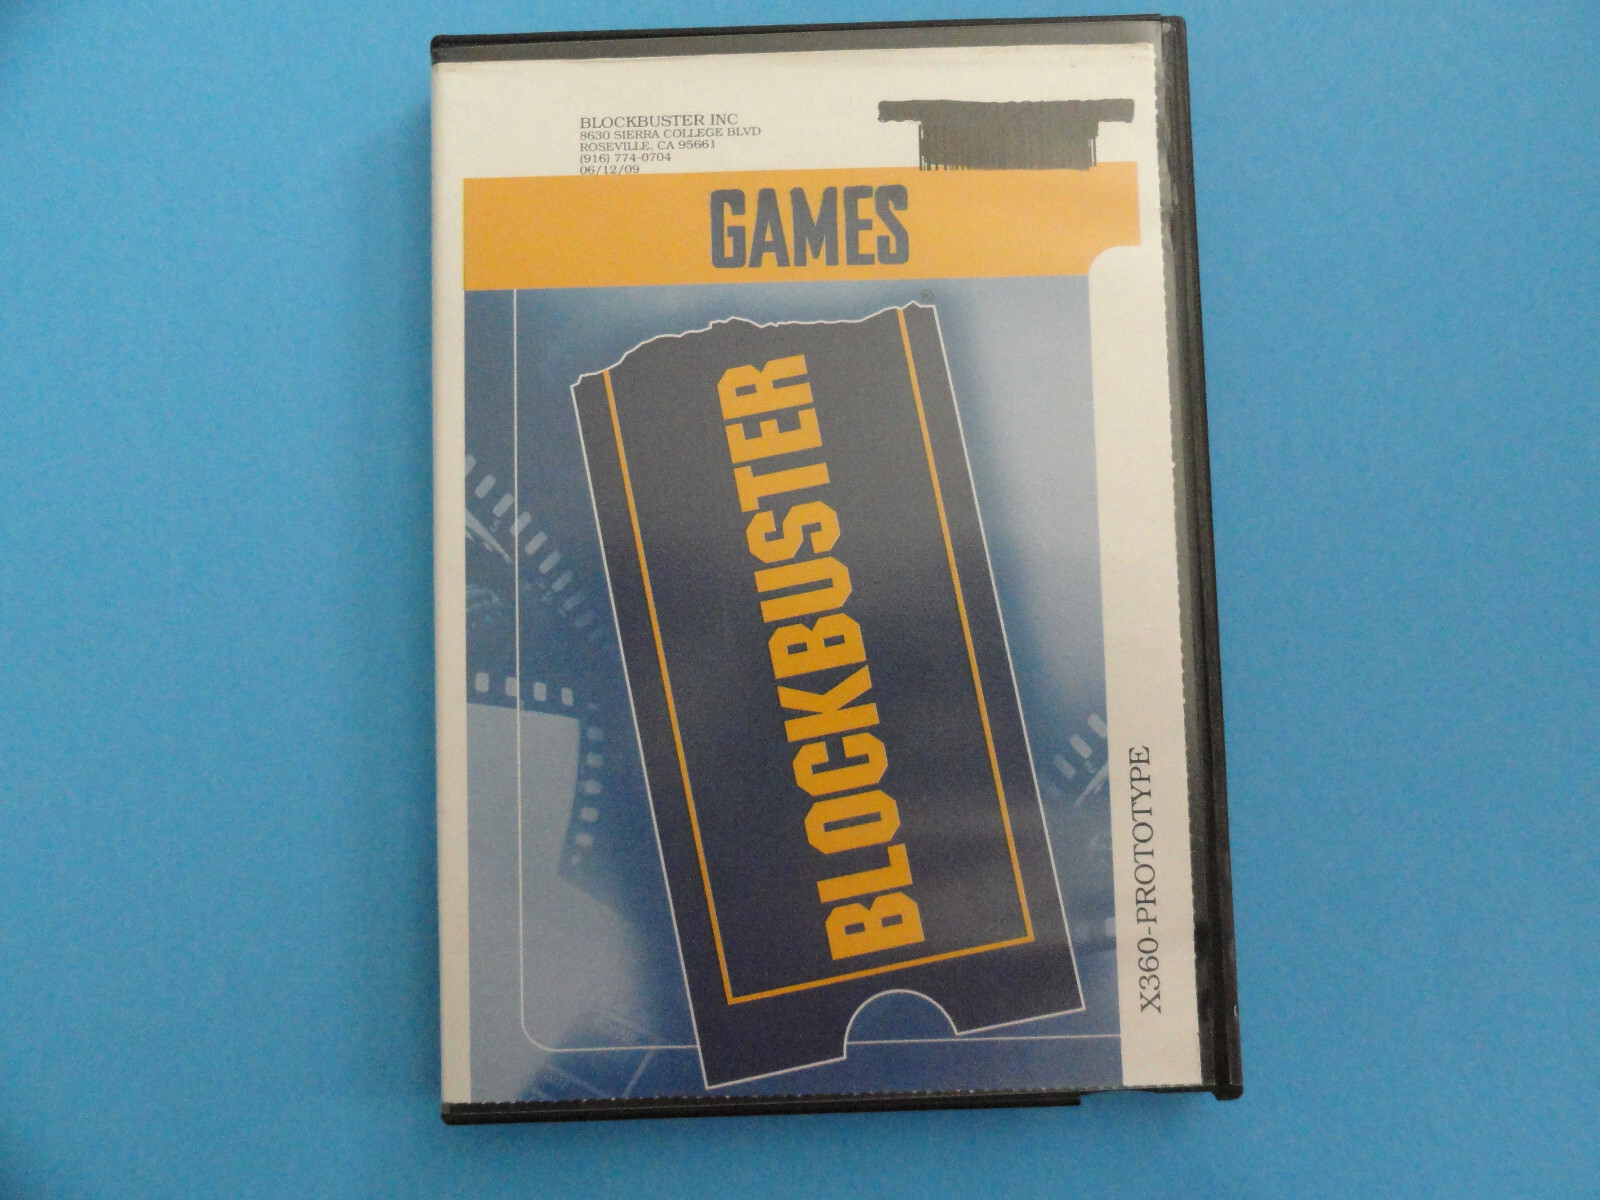 BLOCKBUSTER INC
8630 SIERRA COLLEGE BLVD
ROSEVILLE, CA 95661
(916) 774-0704
06/12/09
GAMES
®
BLOCKBUSTER
X360-PROTOTYPE